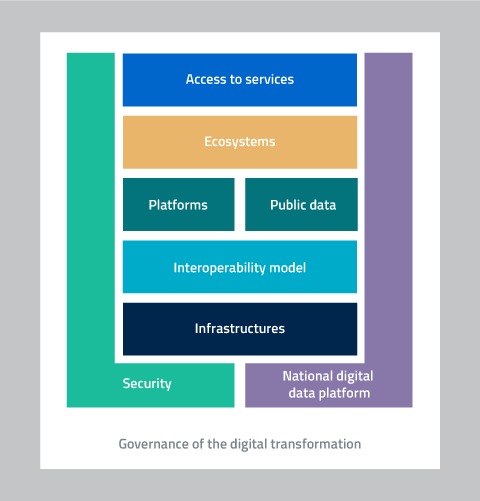 Access to services
Ecosystems
Platforms
Public data
Interoperability model
Infrastructures
Security
National digital
data platform
Governance of the digital transformation